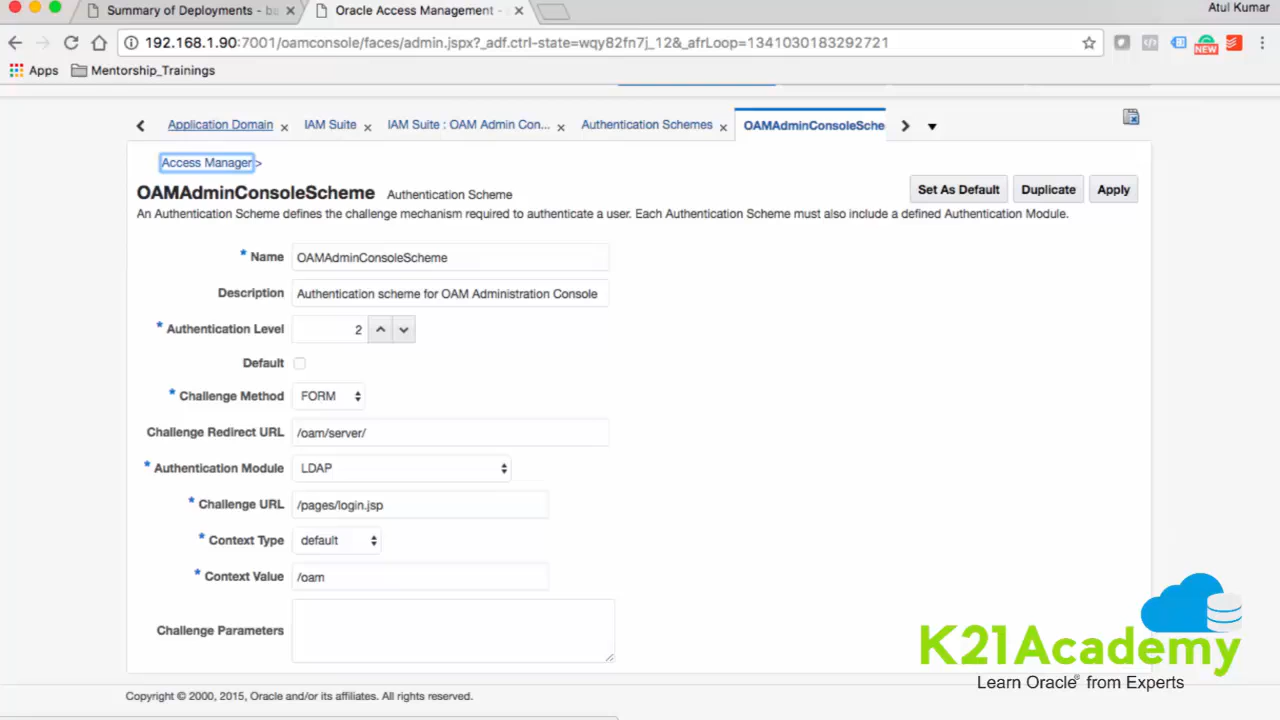 Summary of Deployments - ba
Oracle Access Management -
Atul Kumar
192.168.1.90:7001/oamconsole/faces/admin.jspx?_adf.ctrl-state=wqy82fn7j_12&_afrLoop=1341030183292721
NEW
Apps
Mentorship_Trainings
Application Domain
IAM Suite
IAM Suite : OAM Admin Con...
Authentication Schemes
OAMAdminConsoleSche
Access Manager >
OAMAdminConsoleScheme Authentication Scheme
Set As Default
Duplicate
Apply
An Authentication Scheme defines the challenge mechanism required to authenticate a user. Each Authentication Scheme must also include a defined Authentication Module.
* Name OAMAdminConsoleScheme
Description Authentication scheme for OAM Administration Console
* Authentication Level 2
Default
* Challenge Method FORM
Challenge Redirect URL /oam/server/
* Authentication Module LDAP
* Challenge URL /pages/login.jsp
* Context Type default
* Context Value /oam
Challenge Parameters
K21Academy
Learn Oracle® from Experts
Copyright © 2000, 2015, Oracle and/or its affiliates. All rights reserved.